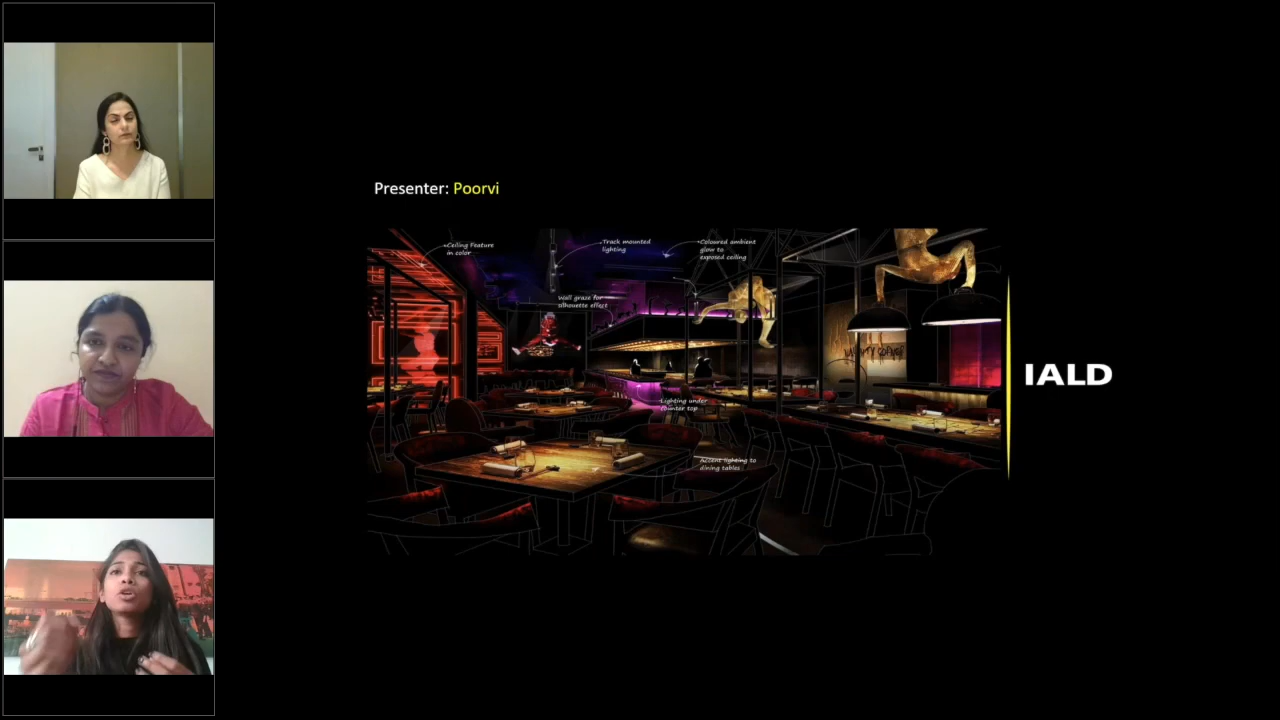 Presenter: Poorvi
Ceiling Feature
in color
Track mounted
lighting
Coloured ambient
glow to
exposed ceiling
Wall graze for
silhouette effect
IALD
Lighting under
counter top
Accent lighting to
dining tables